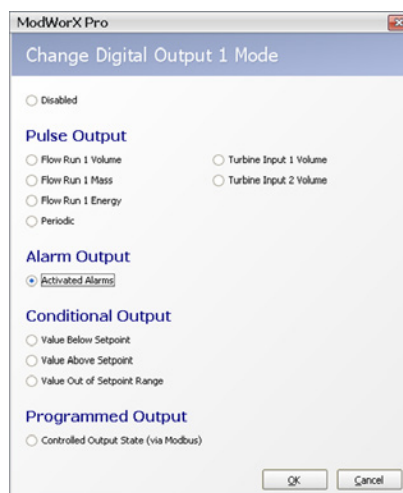 ModWorX Pro
Change Digital Output 1 Mode
Disabled
Pulse Output
Flow Run 1 Volume
Turbine Input 1 Volume
Flow Run 1 Mass
Turbine Input 2 Volume
Flow Run 1 Energy
Periodic
Alarm Output
Activated Alarms
Conditional Output
Value Below Setpoint
Value Above Setpoint
Value Out of Setpoint Range
Programmed Output
Controlled Output State (via Modbus)
OK
Cancel